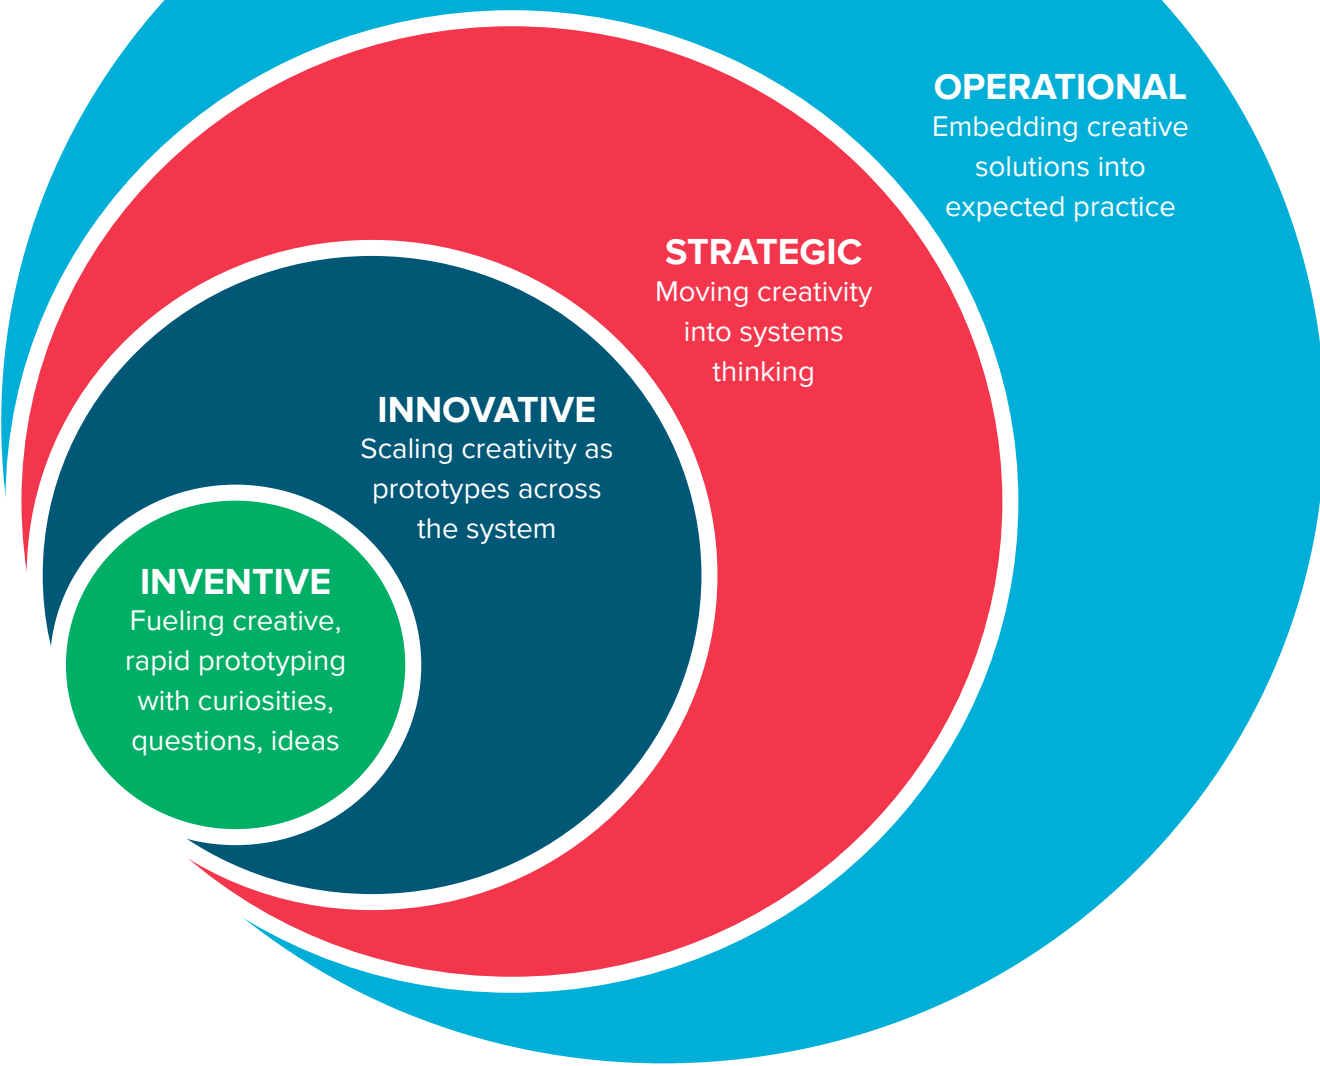 OPERATIONAL
Embedding creative
solutions into
expected practice
STRATEGIC
Moving creativity
into systems
thinking
INNOVATIVE
Scaling creativity as
prototypes across
the system
INVENTIVE
Fueling creative,
rapid prototyping
with curiosities,
questions, ideas